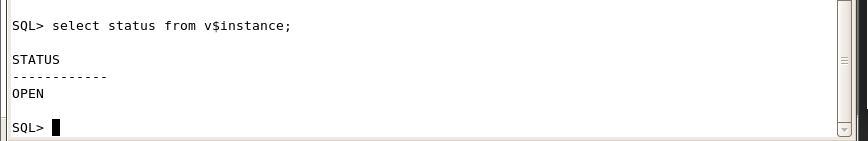 SQL> select status from v$instance;
STATUS
------------
OPEN
SQL>